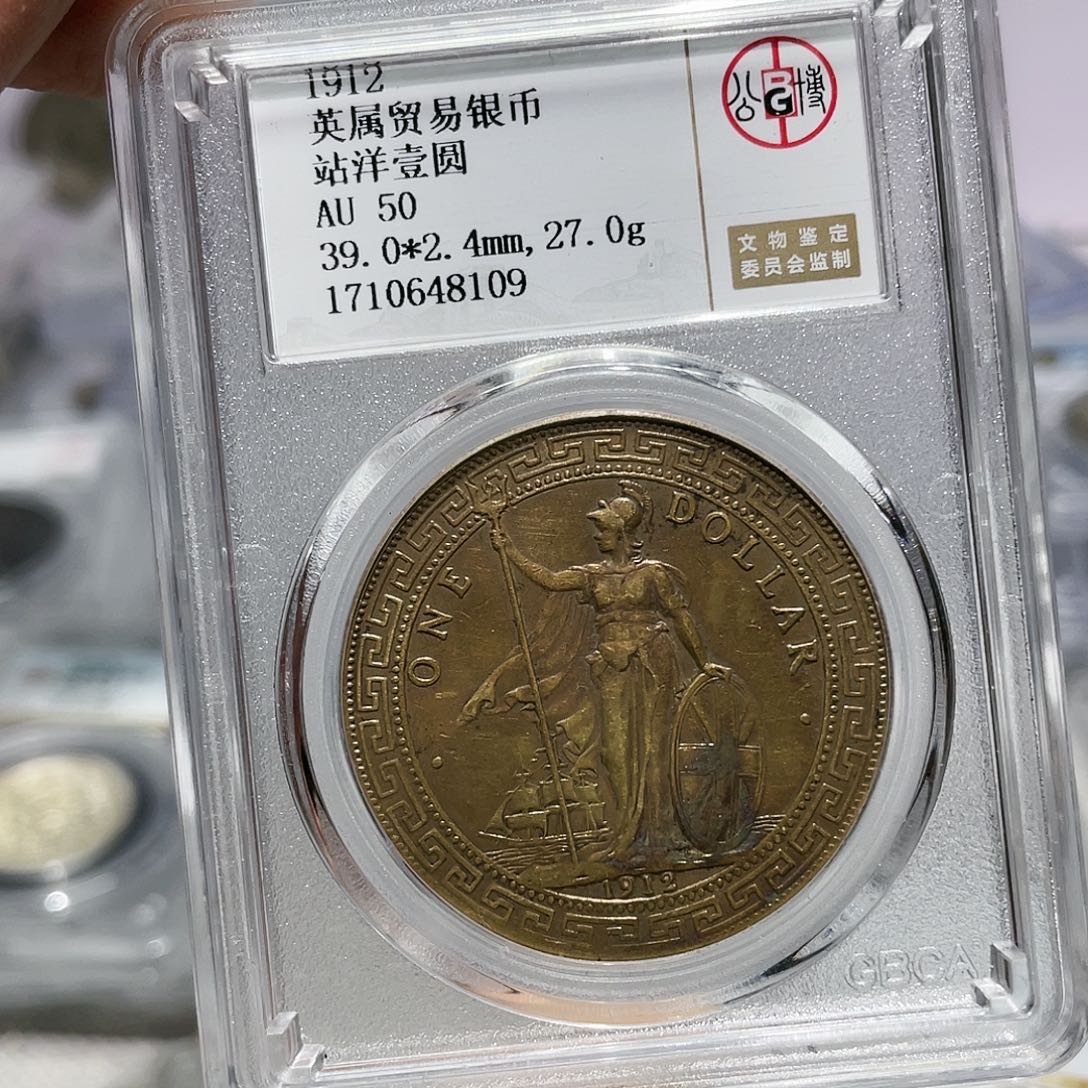 1912
英属贸易银币
站洋壹圆
AU 50
39.0*2.4mm, 27.0g
1710648109
公 BG 博
文物鉴定
委员会监制
ONE DOLLAR
1912
GBCA